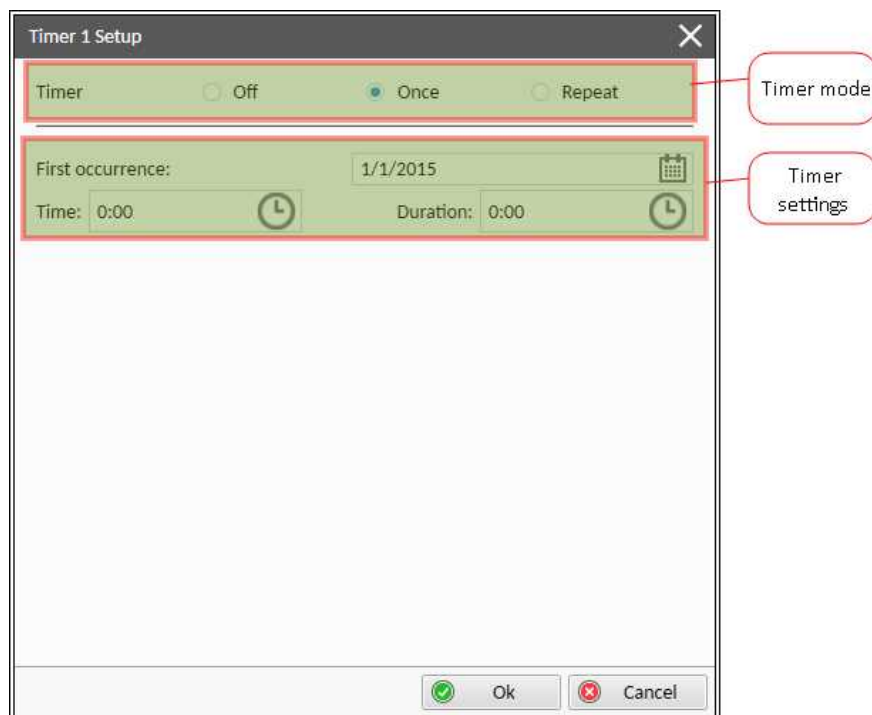 Timer 1 Setup
Timer Off Once Repeat
Timer mode
First occurrence: 1/1/2015
Time: 0:00 Duration: 0:00
Timer
settings
Ok Cancel